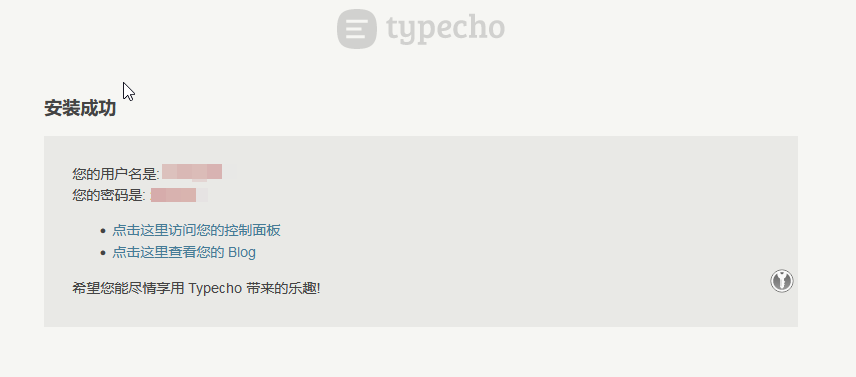 typecho
安装成功
您的用户名是:
您的密码是:
点击这里访问您的控制面板
点击这里查看您的 Blog
希望您能尽情享用 Typecho 带来的乐趣!